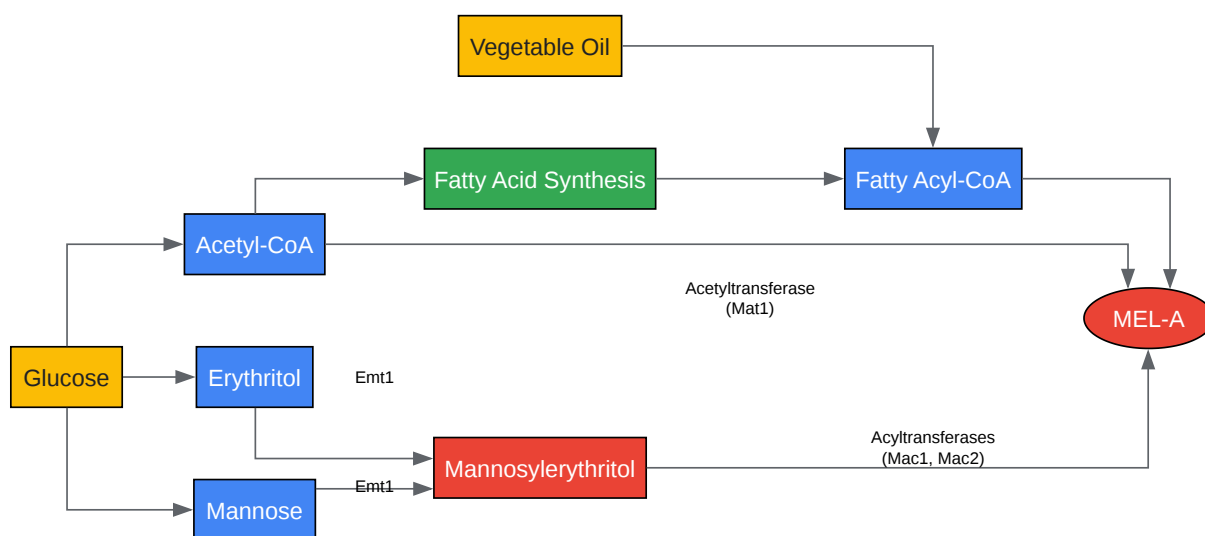 Vegetable Oil
Fatty Acid Synthesis
Fatty Acyl-CoA
Acetyl-CoA
Acetyltransferase
(Mat1)
MEL-A
Glucose
Erythritol
Emt1
Acyltransferases
(Mac1, Mac2)
Mannosylerythritol
Emt1
Mannose